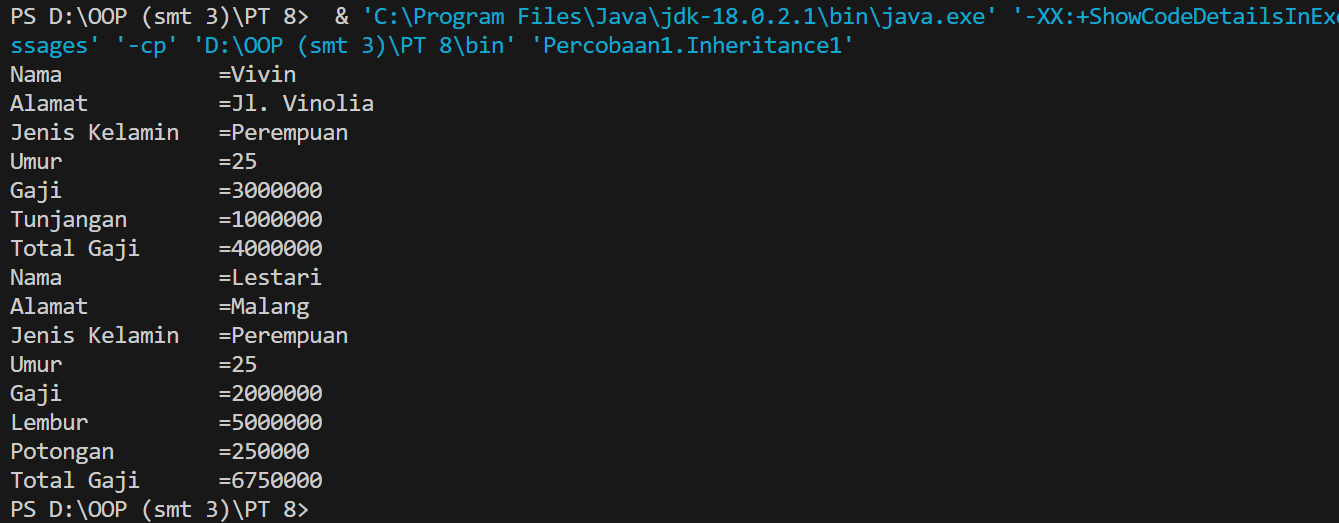 PS D:\OOP (smt 3)\PT 8>  & 'C:\Program Files\Java\jdk-18.0.2.1\bin\java.exe' '-XX:+ShowCodeDetailsInExc
ssages' '-cp' 'D:\OOP (smt 3)\PT 8\bin' 'Percobaan1.Inheritance1'
Nama            =Vivin
Alamat          =Jl. Vinolia
Jenis Kelamin   =Perempuan
Umur            =25
Gaji            =3000000
Tunjangan       =1000000
Total Gaji      =4000000
Nama            =Lestari
Alamat          =Malang
Jenis Kelamin   =Perempuan
Umur            =25
Gaji            =2000000
Lembur          =5000000
Potongan        =250000
Total Gaji      =6750000
PS D:\OOP (smt 3)\PT 8>